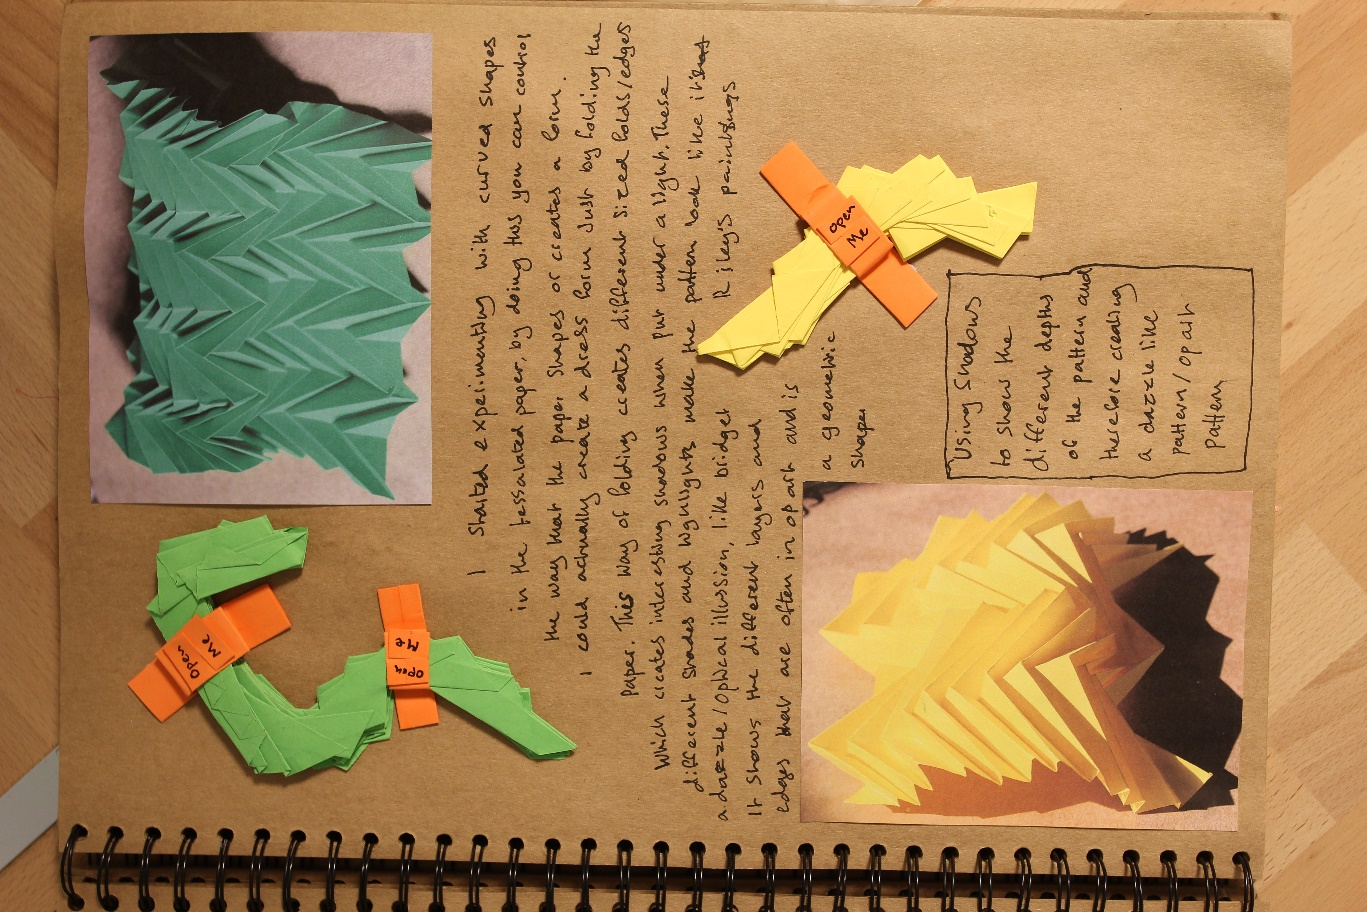 I started experimenting with curved shapes
in the tessalated paper, by doing this you can control
the way that the paper shapes or creates a form.
I could actually create a dress form just by folding the
paper. This way of folding creates different sized folds/edges
which creates interesting shadows when put under a light. These
different shades and highlights make the patten look like it
a dazzle/optical illussion, like bridget Riley's paintings
It shows the different layers and
edges that are often in op art and is
a geometric
shape
Open
Me
Open
Me
Open
Me
Using shadows
to show the
different depths
of the pattern and
therefore creating
a dazzle like
pattern/op art
patten